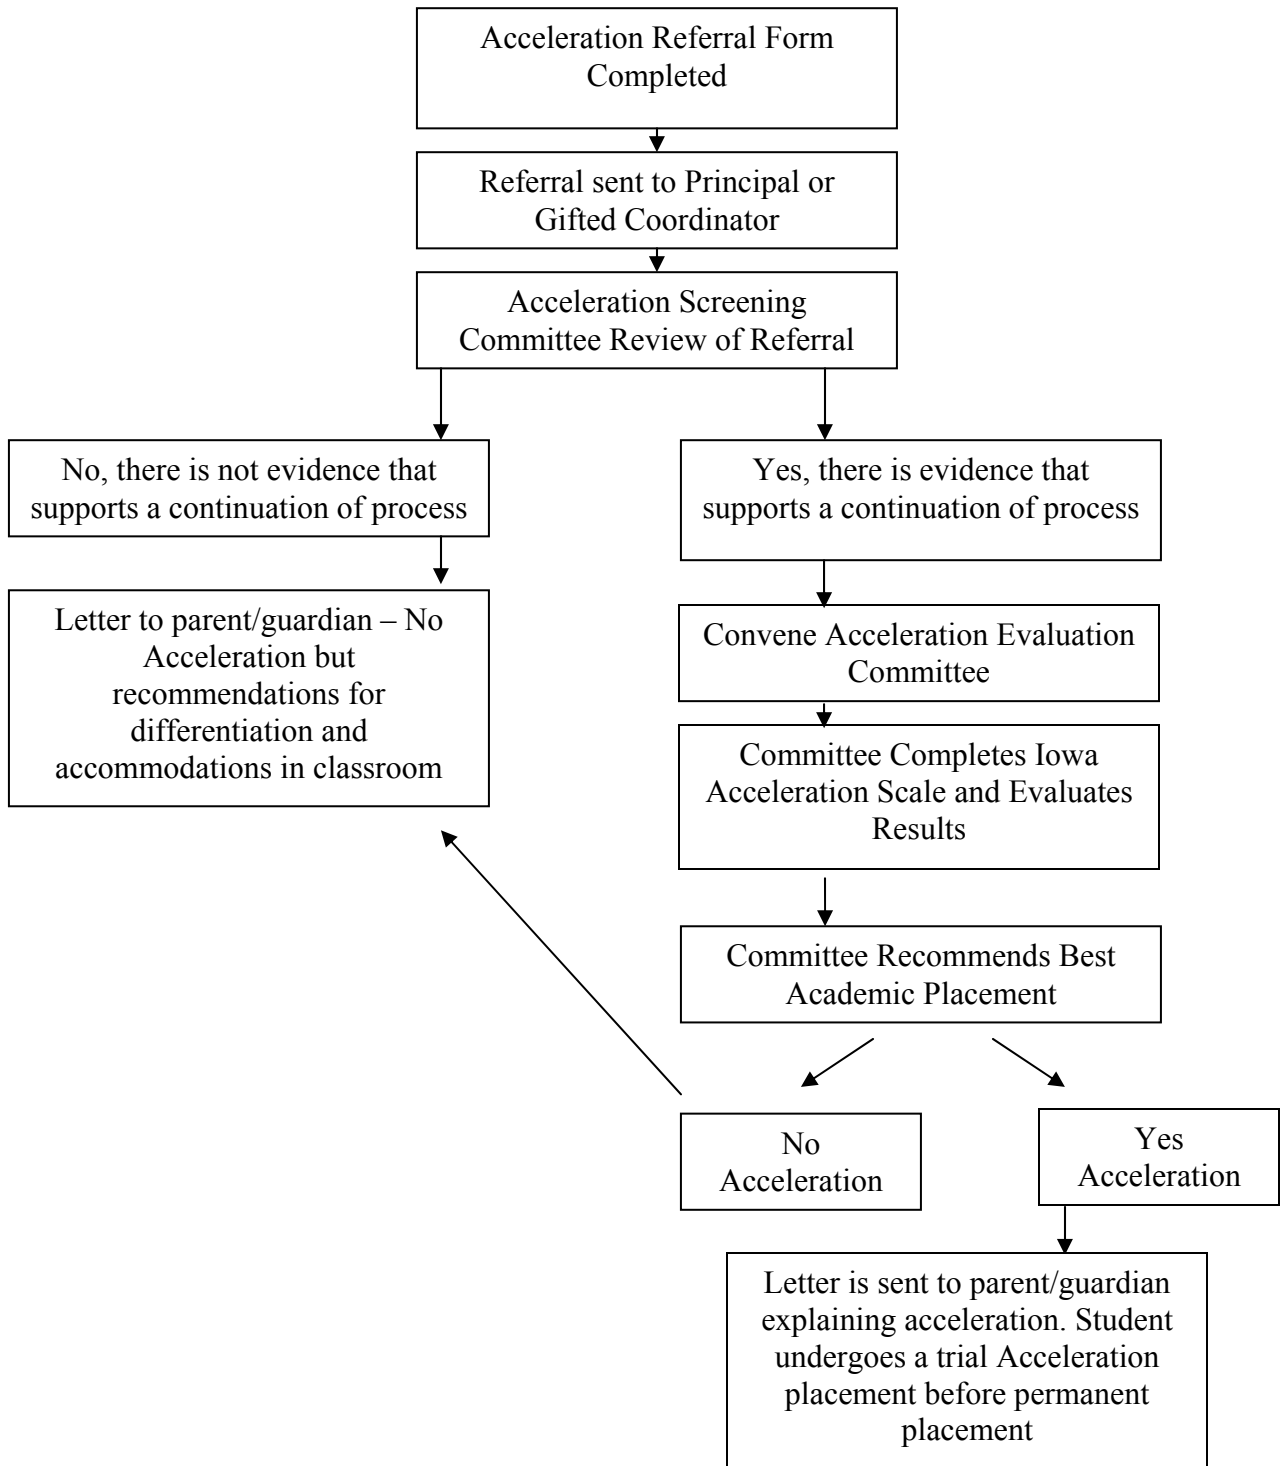 Acceleration Referral Form
Completed
Referral sent to Principal or
Gifted Coordinator
Acceleration Screening
Committee Review of Referral
No, there is not evidence that
supports a continuation of process
Yes, there is evidence that
supports a continuation of process
Letter to parent/guardian – No
Acceleration but
recommendations for
differentiation and
accommodations in classroom
Convene Acceleration Evaluation
Committee
Committee Completes Iowa
Acceleration Scale and Evaluates
Results
Committee Recommends Best
Academic Placement
No
Acceleration
Yes
Acceleration
Letter is sent to parent/guardian
explaining acceleration. Student
undergoes a trial Acceleration
placement before permanent
placement